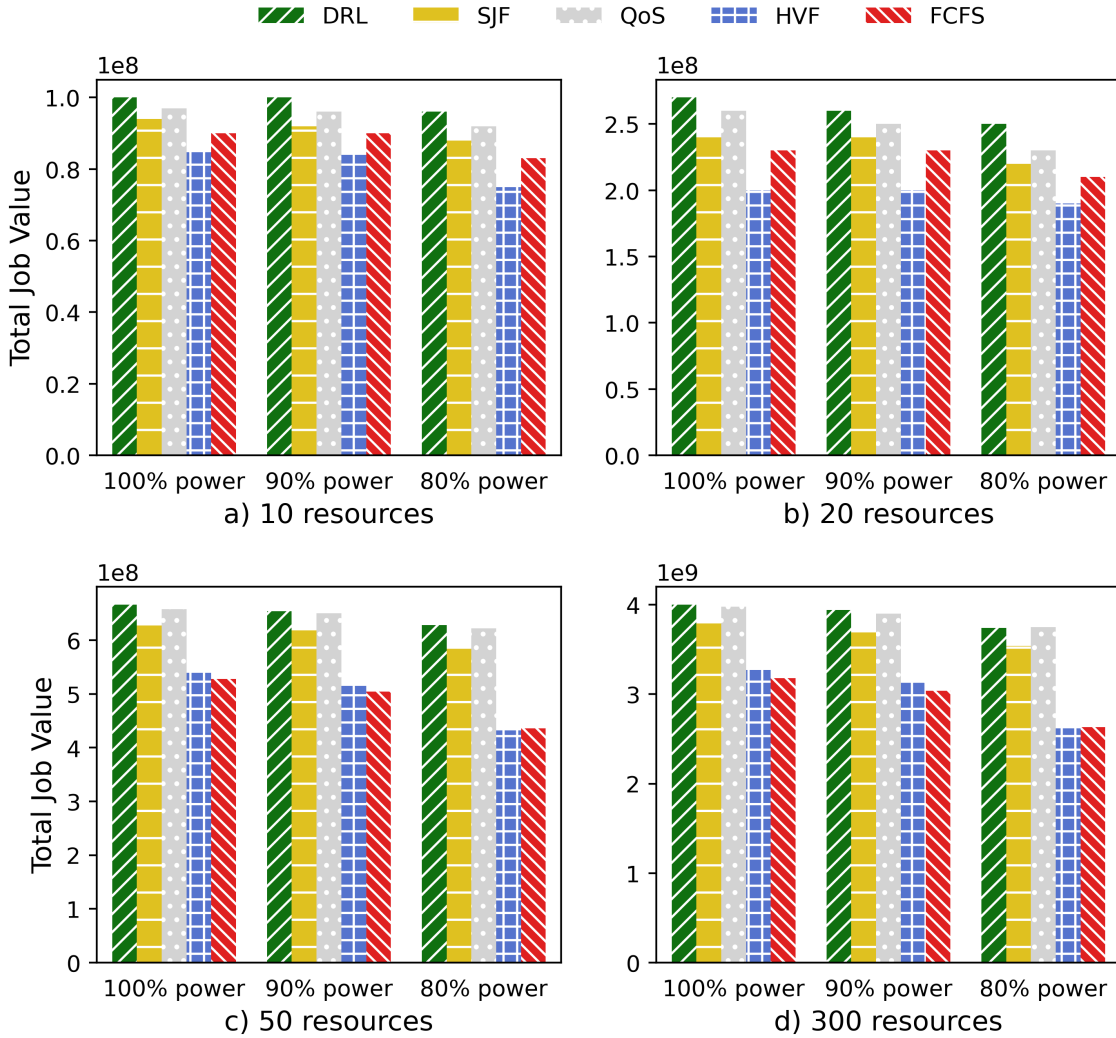 DRL SJF QoS HVF FCFS
1e8
Total Job Value
1.0
0.8
0.6
0.4
0.2
0.0
100% power 90% power 80% power
a) 10 resources
1e8
2.5
2.0
1.5
1.0
0.5
0.0
100% power 90% power 80% power
b) 20 resources
1e8
Total Job Value
6
5
4
3
2
1
0
100% power 90% power 80% power
c) 50 resources
1e9
4
3
2
1
0
100% power 90% power 80% power
d) 300 resources